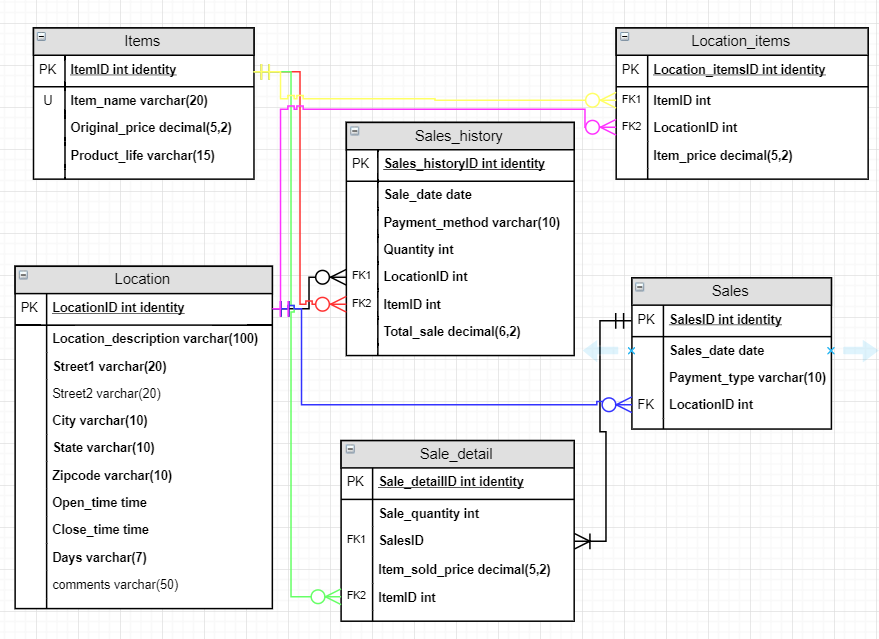 Items
PK ItemID int identity
U Item_name varchar(20)
Original_price decimal(5,2)
Product_life varchar(15)
Location_items
PK Location_itemsID int identity
FK1 ItemID int
FK2 LocationID int
Item_price decimal(5,2)
Sales_history
PK Sales_historyID int identity
Sale_date date
Payment_method varchar(10)
Quantity int
FK1 LocationID int
FK2 ItemID int
Total_sale decimal(6,2)
Location
PK LocationID int identity
Location_description varchar(100)
Street1 varchar(20)
Street2 varchar(20)
City varchar(10)
State varchar(10)
Zipcode varchar(10)
Open_time time
Close_time time
Days varchar(7)
comments varchar(50)
Sales
PK SalesID int identity
Sales_date date
Payment_type varchar(10)
FK LocationID int
Sale_detail
PK Sale_detailID int identity
Sale_quantity int
FK1 SalesID
Item_sold_price decimal(5,2)
FK2 ItemID int